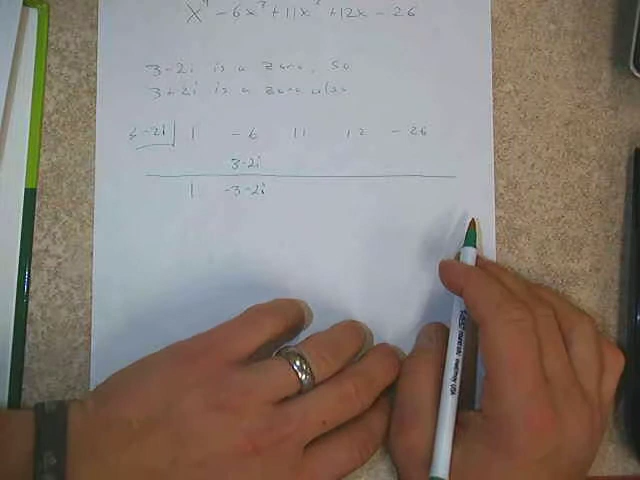 x⁴ - 6x³ + 11x² + 12x - 26
3-2i is a zero, so
3+2i is a zero also
3-2i 1 -6 11 12 -26
3-2i
1 -3-2i